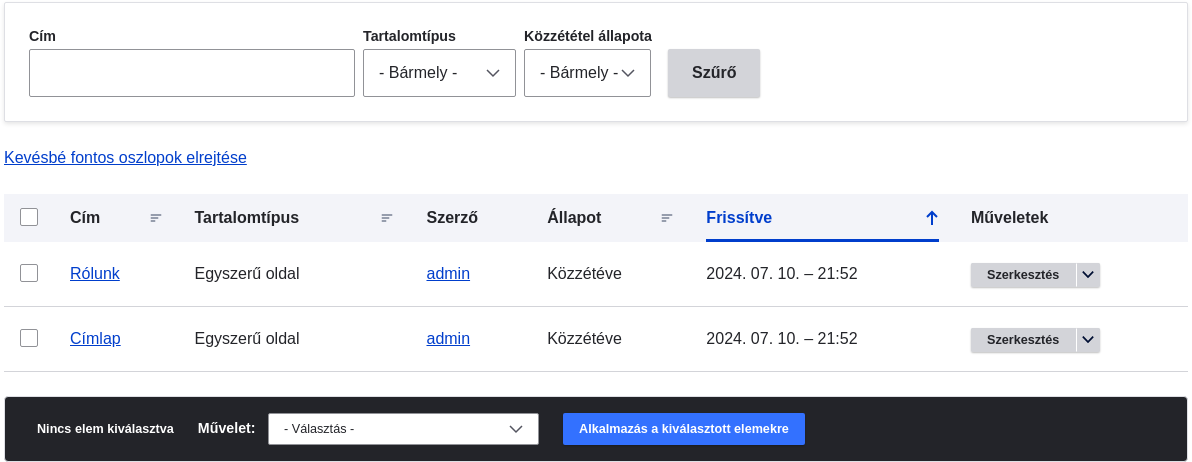 Cím Tartalomtípus Közzététel állapota
- Bármely - - Bármely - Szűrő
Kevésbé fontos oszlopok elrejtése
Cím Tartalomtípus Szerző Állapot Frissítve Műveletek
Rólunk Egyszerű oldal admin Közzétéve 2024. 07. 10. – 21:52 Szerkesztés
Címlap Egyszerű oldal admin Közzétéve 2024. 07. 10. – 21:52 Szerkesztés
Nincs elem kiválasztva Művelet: - Választás - Alkalmazás a kiválasztott elemekre